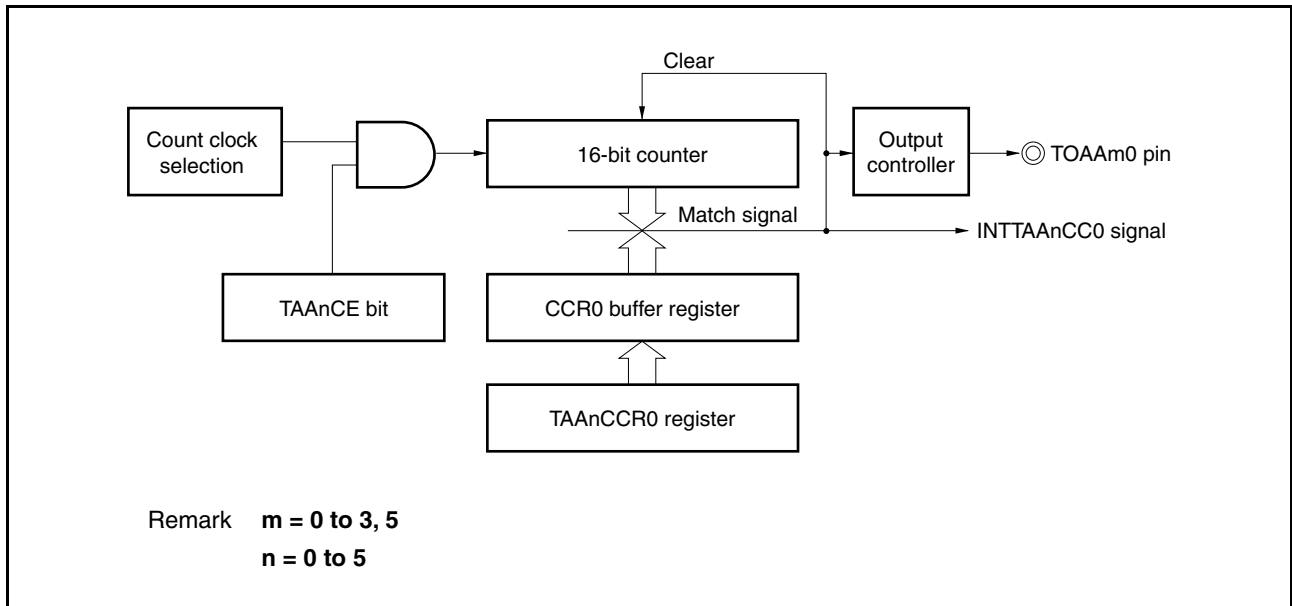 Clear
Count clock
selection
16-bit counter
Output
controller
TOAAm0 pin
Match signal
INTTAAnCC0 signal
TAAnCE bit
CCR0 buffer register
TAAnCCR0 register
Remark m = 0 to 3, 5
n = 0 to 5